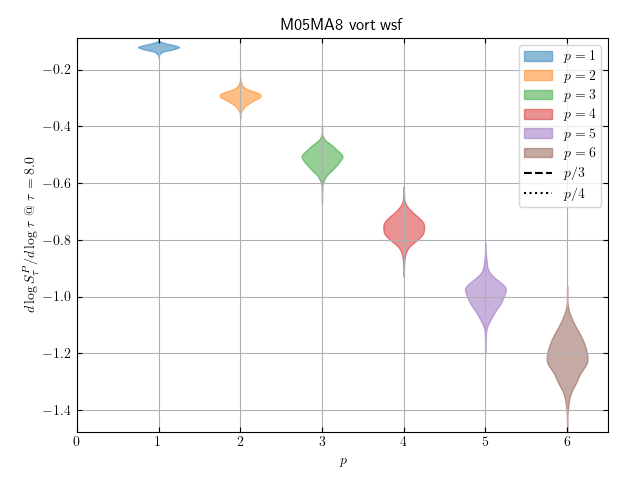 M05MA8 vort wsf
d log S_τ^P / d log τ @ τ = 8.0
−0.2
−0.4
−0.6
−0.8
−1.0
−1.2
−1.4
p = 1
p = 2
p = 3
p = 4
p = 5
p = 6
p/3
p/4
0 1 2 3 4 5 6
p